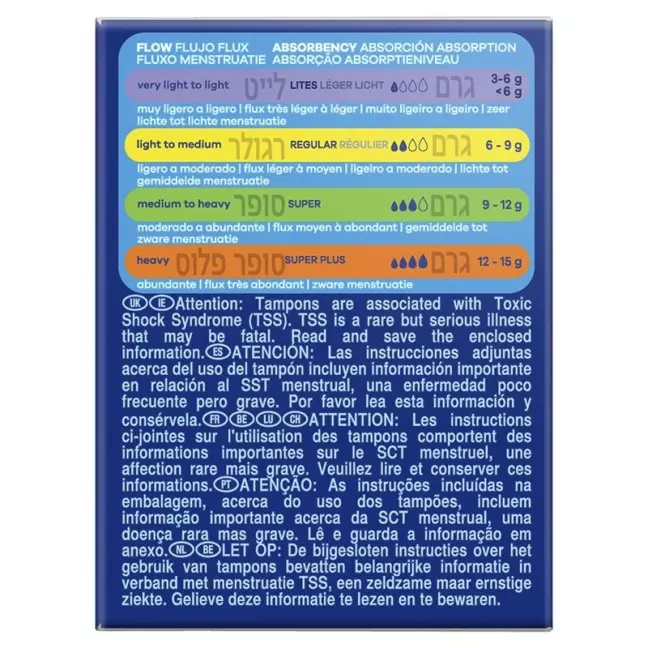 FLOW FLUJO FLUX ABSORBENCY ABSORCIÓN ABSORPTION
FLUXO MENSTRUATIE ABSORÇÃO ABSORPTIENIVEAU
very light to light לייט LITES LÉGER LICHT גרם 3-6 g
<6 g
muy ligero a ligero | flux très léger à léger | muito ligeiro a ligeiro | zeer
lichte tot lichte menstruatie
light to medium רגולר REGULAR RÉGULIER גרם 6 - 9 g
ligero a moderado | flux léger à moyen | ligeiro a moderado | lichte tot
gemiddelde menstruatie
medium to heavy סופר SUPER גרם 9 - 12 g
moderado a abundante | flux moyen à abondant | gemiddelde tot
zware menstruatie
heavy סופר פלוס SUPER PLUS גרם 12 - 15 g
abundante | flux très abondant | zware menstruatie
UK IE Attention: Tampons are associated with Toxic
Shock Syndrome (TSS). TSS is a rare but serious illness
that may be fatal. Read and save the enclosed
information. ES ATENCIÓN: Las instrucciones adjuntas
acerca del uso del tampón incluyen información importante
en relación al SST menstrual, una enfermedad poco
frecuente pero grave. Por favor lea esta información y
consérvela. FR BE LU CH ATTENTION: Les instructions
ci-jointes sur l'utilisation des tampons comportent des
informations importantes sur le SCT menstruel, une
affection rare mais grave. Veuillez lire et conserver ces
informations. PT ATENÇÃO: As instruções incluídas na
embalagem, acerca do uso dos tampões, incluem
informação importante acerca da SCT menstrual, uma
doença rara mas grave. Lê e guarda a informação em
anexo. NL BE LET OP: De bijgesloten instructies over het
gebruik van tampons bevatten belangrijke informatie in
verband met menstruatie TSS, een zeldzame maar ernstige
ziekte. Gelieve deze informatie te lezen en te bewaren.